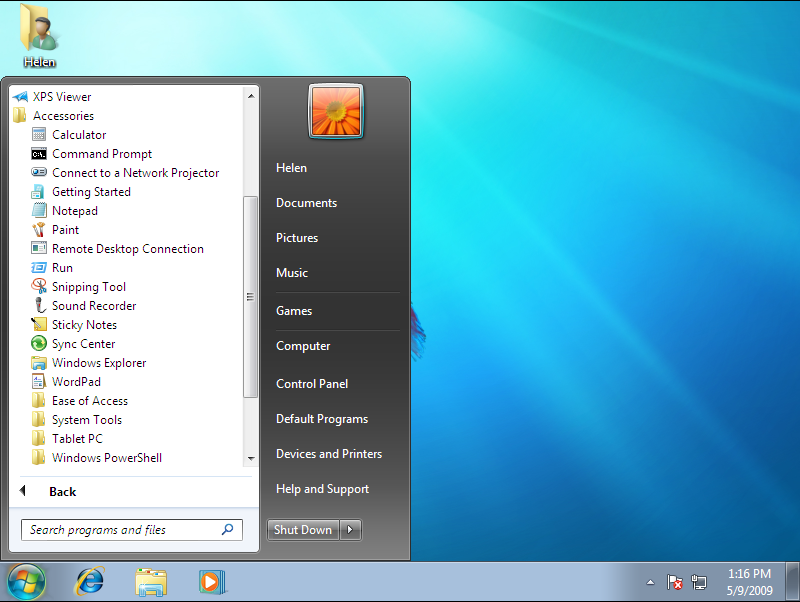 Helen
XPS Viewer
Accessories
Calculator
Command Prompt
Connect to a Network Projector
Getting Started
Notepad
Paint
Remote Desktop Connection
Run
Snipping Tool
Sound Recorder
Sticky Notes
Sync Center
Windows Explorer
WordPad
Ease of Access
System Tools
Tablet PC
Windows PowerShell
Back
Search programs and files
Helen
Documents
Pictures
Music
Games
Computer
Control Panel
Default Programs
Devices and Printers
Help and Support
Shut Down
1:16 PM
5/9/2009